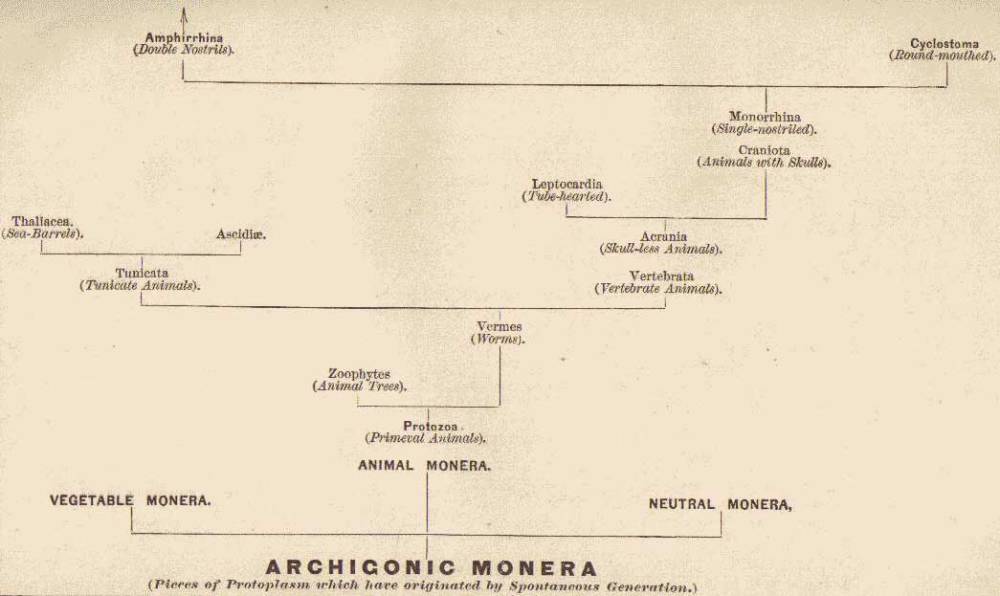 Amphirrhina
(Double Nostrils).
Cyclostoma
(Round-mouthed).
Monorrhina
(Single-nostriled).
Craniota
(Animals with Skulls).
Leptocardia
(Tube-hearted).
Thaliacea.
(Sea-Barrels).
Ascidiæ.
Acrania
(Skull-less Animals).
Tunicata
(Tunicate Animals).
Vertebrata
(Vertebrate Animals).
Vermes
(Worms).
Zoophytes
(Animal Trees).
Protozoa.
(Primeval Animals).
ANIMAL MONERA.
VEGETABLE MONERA.
NEUTRAL MONERA,
ARCHIGONIC MONERA
(Pieces of Protoplasm which have originated by Spontaneous Generation.)